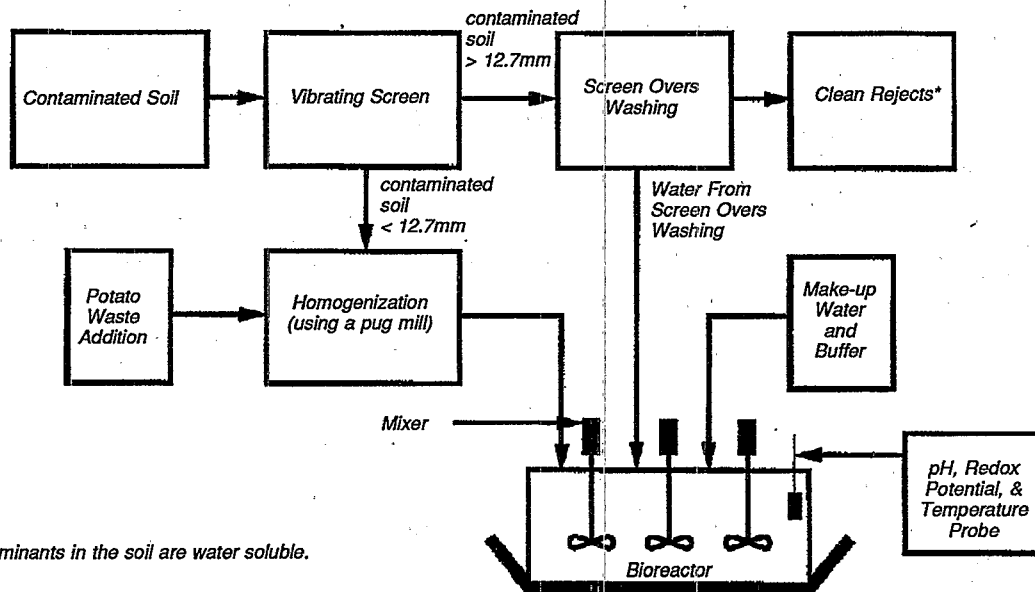 contaminated
soil
> 12.7mm
Contaminated Soil
Vibrating Screen
Screen Overs
Washing
Clean Rejects*
contaminated
soil
< 12.7mm
Water From
Screen Overs
Washing
Potato
Waste
Addition
Homogenization
(using a pug mill)
Make-up
Water
and
Buffer
Mixer
pH, Redox
Potential, &
Temperature
Probe
minants in the soil are water soluble.
Bioreactor